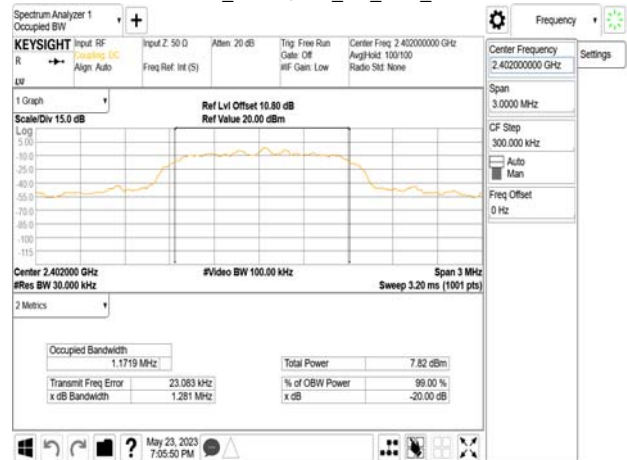 Spectrum Analyzer 1
Occupied BW
Frequency
KEYSIGHT
R
LU
Input: RF
Coupling: DC
Align: Auto
Input Z: 50 Ω
Freq Ref: Int (S)
Atten: 20 dB
Trig: Free Run
Gate: Off
#IF Gain: Low
Center Freq: 2.402000000 GHz
Avg|Hold: 100/100
Radio Std: None
Center Frequency
2.402000000 GHz
Settings
Span
3.0000 MHz
CF Step
300.000 kHz
Auto
Man
Freq Offset
0 Hz
1 Graph
Scale/Div 15.0 dB
Ref Lvl Offset 10.80 dB
Ref Value 20.00 dBm
Log
5.00
-10.0
-25.0
-40.0
-55.0
-70.0
-85.0
-100
-115
Center 2.402000 GHz
#Res BW 30.000 kHz
#Video BW 100.00 kHz
Span 3 MHz
Sweep 3.20 ms (1001 pts)
2 Metrics
Occupied Bandwidth
1.1719 MHz
Total Power 7.82 dBm
Transmit Freq Error 23.083 kHz
% of OBW Power 99.00 %
x dB Bandwidth 1.281 MHz
x dB -20.00 dB
?
May 23, 2023
7:05:50 PM